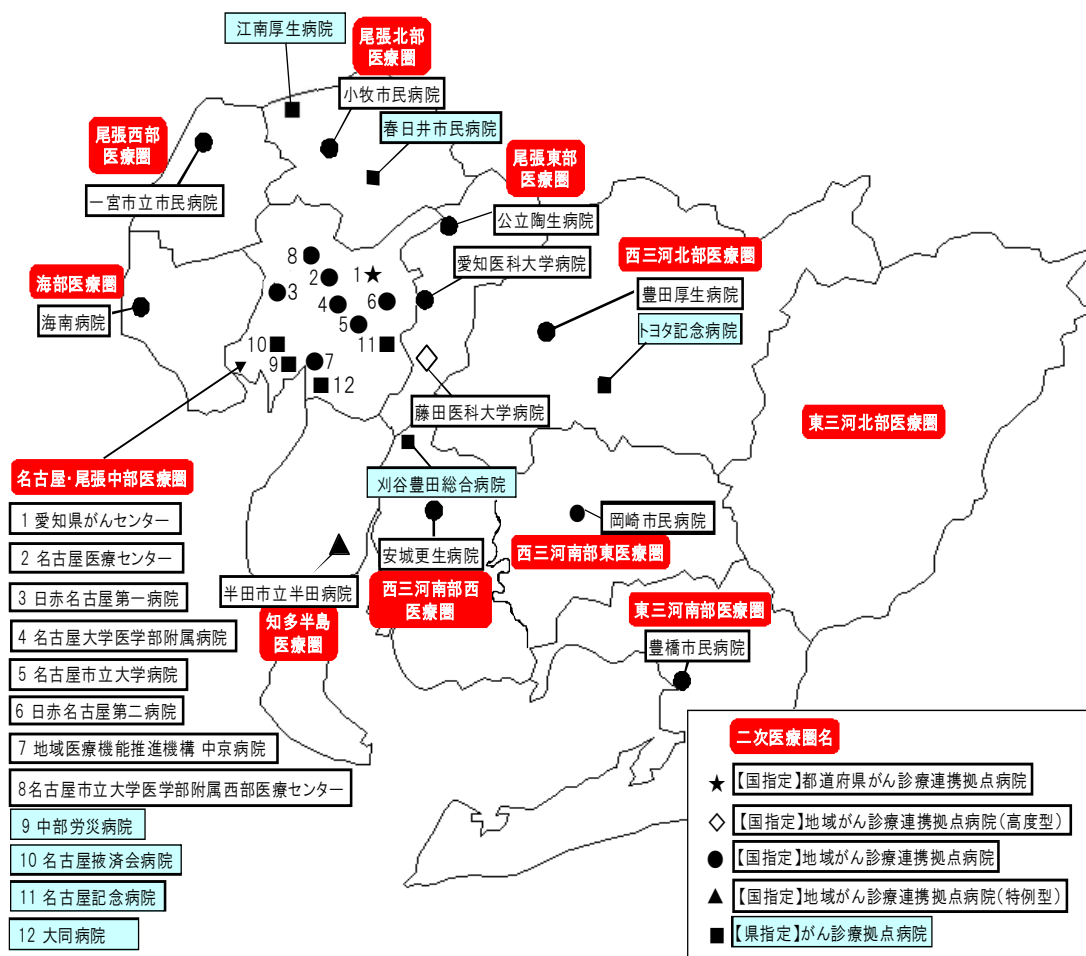 江南厚生病院
尾張北部
医療圏
小牧市民病院
春日井市民病院
尾張西部
医療圏
一宮市立市民病院
尾張東部
医療圏
公立陶生病院
愛知医科大学病院
西三河北部医療圏
豊田厚生病院
トヨタ記念病院
海部医療圏
海南病院
8
2
1
3
4
6
5
10
11
9
7
12
藤田医科大学病院
東三河北部医療圏
刈谷豊田総合病院
安城更生病院
岡崎市民病院
西三河南部東医療圏
西三河南部西
医療圏
半田市立半田病院
知多半島
医療圏
東三河南部医療圏
豊橋市民病院
名古屋・尾張中部医療圏
1 愛知県がんセンター
2 名古屋医療センター
3 日赤名古屋第一病院
4 名古屋大学医学部附属病院
5 名古屋市立大学病院
6 日赤名古屋第二病院
7 地域医療機能推進機構 中京病院
8名古屋市立大学医学部附属西部医療センター
9 中部労災病院
10 名古屋掖済会病院
11 名古屋記念病院
12 大同病院
二次医療圏名
【国指定】都道府県がん診療連携拠点病院
【国指定】地域がん診療連携拠点病院(高度型)
【国指定】地域がん診療連携拠点病院
【国指定】地域がん診療連携拠点病院(特例型)
【県指定】がん診療拠点病院